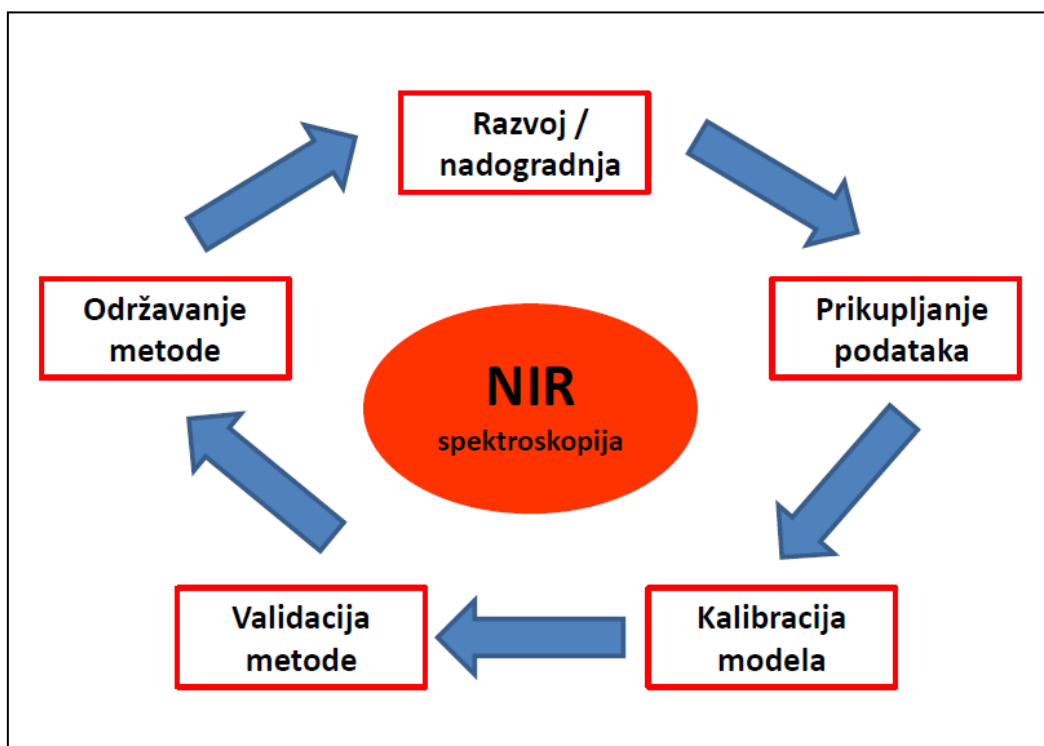 Razvoj /
nadogradnja
Održavanje
metode
Prikupljanje
podataka
NIR
spektroskopija
Validacija
metode
Kalibracija
modela